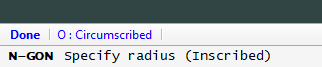 Done O : Circumscribed
N-GON Specify radius (Inscribed)